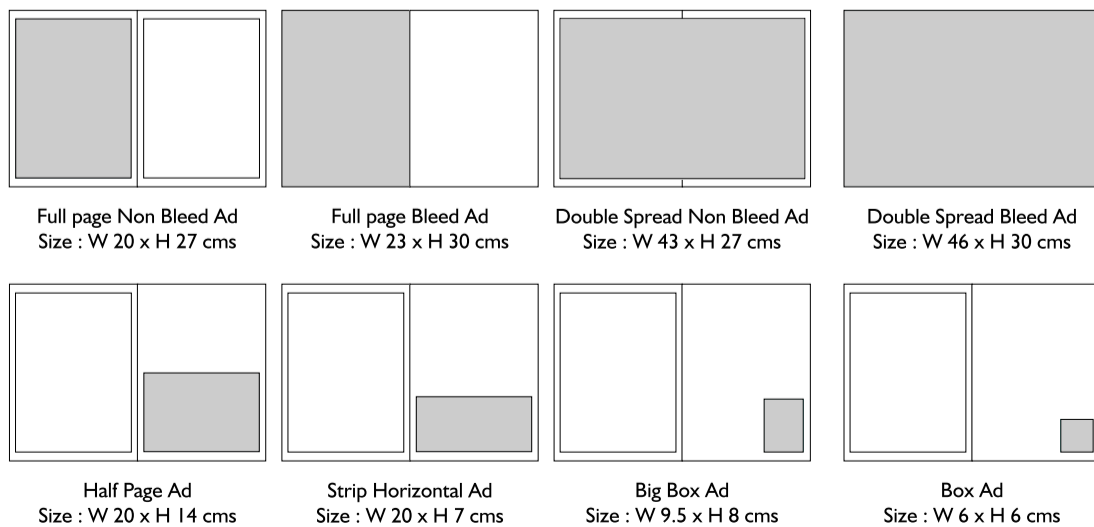 Full page Non Bleed Ad
Size : W 20 x H 27 cms
Full page Bleed Ad
Size : W 23 x H 30 cms
Double Spread Non Bleed Ad
Size : W 43 x H 27 cms
Double Spread Bleed Ad
Size : W 46 x H 30 cms
Half Page Ad
Size : W 20 x H 14 cms
Strip Horizontal Ad
Size : W 20 x H 7 cms
Big Box Ad
Size : W 9.5 x H 8 cms
Box Ad
Size : W 6 x H 6 cms